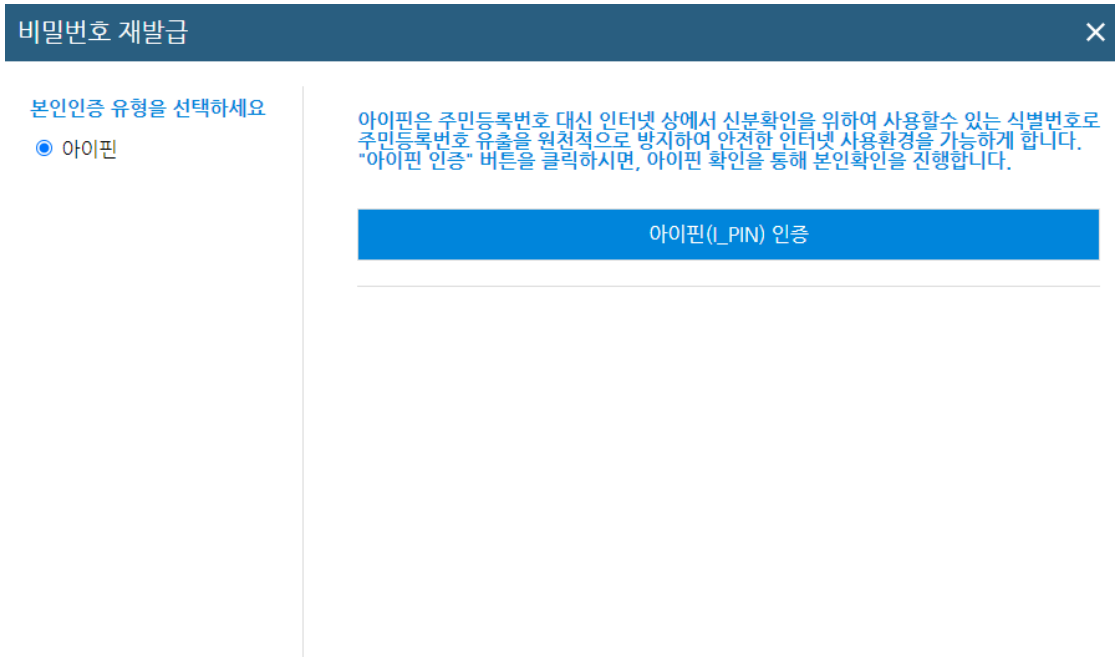 비밀번호 재발급
본인인증 유형을 선택하세요
아이핀
아이핀은 주민등록번호 대신 인터넷 상에서 신분확인을 위하여 사용할수 있는 식별번호로
주민등록번호 유출을 원천적으로 방지하여 안전한 인터넷 사용환경을 가능하게 합니다.
"아이핀 인증" 버튼을 클릭하시면, 아이핀 확인을 통해 본인확인을 진행합니다.
아이핀(I_PIN) 인증